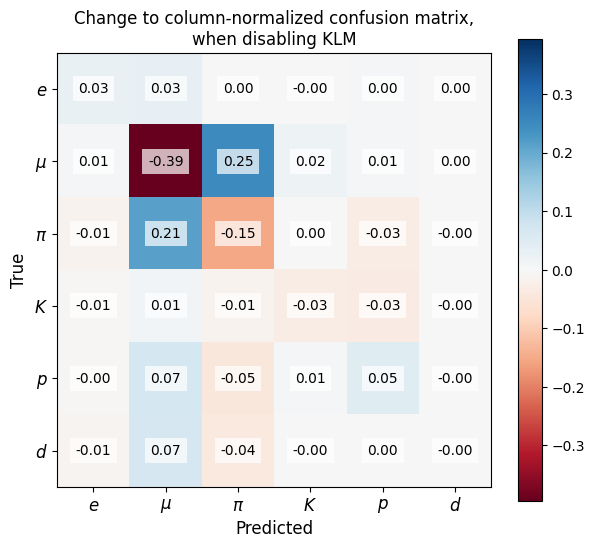 Change to column-normalized confusion matrix,
when disabling KLM
e 0.03 0.03 0.00 -0.00 0.00 0.00
μ 0.01 -0.39 0.25 0.02 0.01 0.00
π -0.01 0.21 -0.15 0.00 -0.03 -0.00
K -0.01 0.01 -0.01 -0.03 -0.03 -0.00
p -0.00 0.07 -0.05 0.01 0.05 -0.00
d -0.01 0.07 -0.04 -0.00 0.00 -0.00
e μ π K p d
Predicted
True
0.3
0.2
0.1
0.0
−0.1
−0.2
−0.3